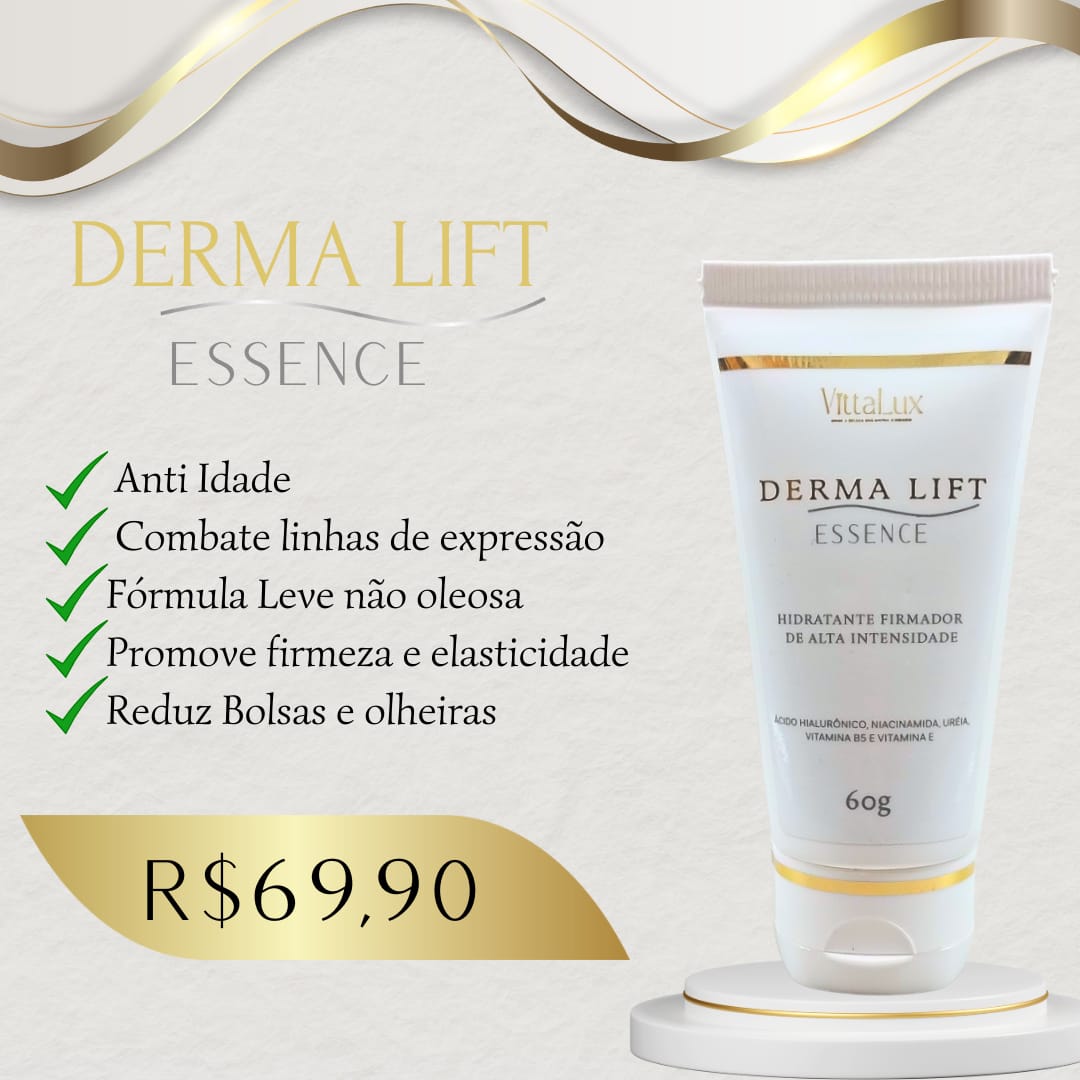 DERMA LIFT
ESSENCE
Anti Idade
Combate linhas de expressão
Fórmula Leve não oleosa
Promove firmeza e elasticidade
Reduz Bolsas e olheiras
R$69,90
VittaLux
DERMA LIFT
ESSENCE
HIDRATANTE FIRMADOR
DE ALTA INTENSIDADE
ÁCIDO HIALURÔNICO, NIACINAMIDA, URÉIA,
VITAMINA B5 E VITAMINA E
60g